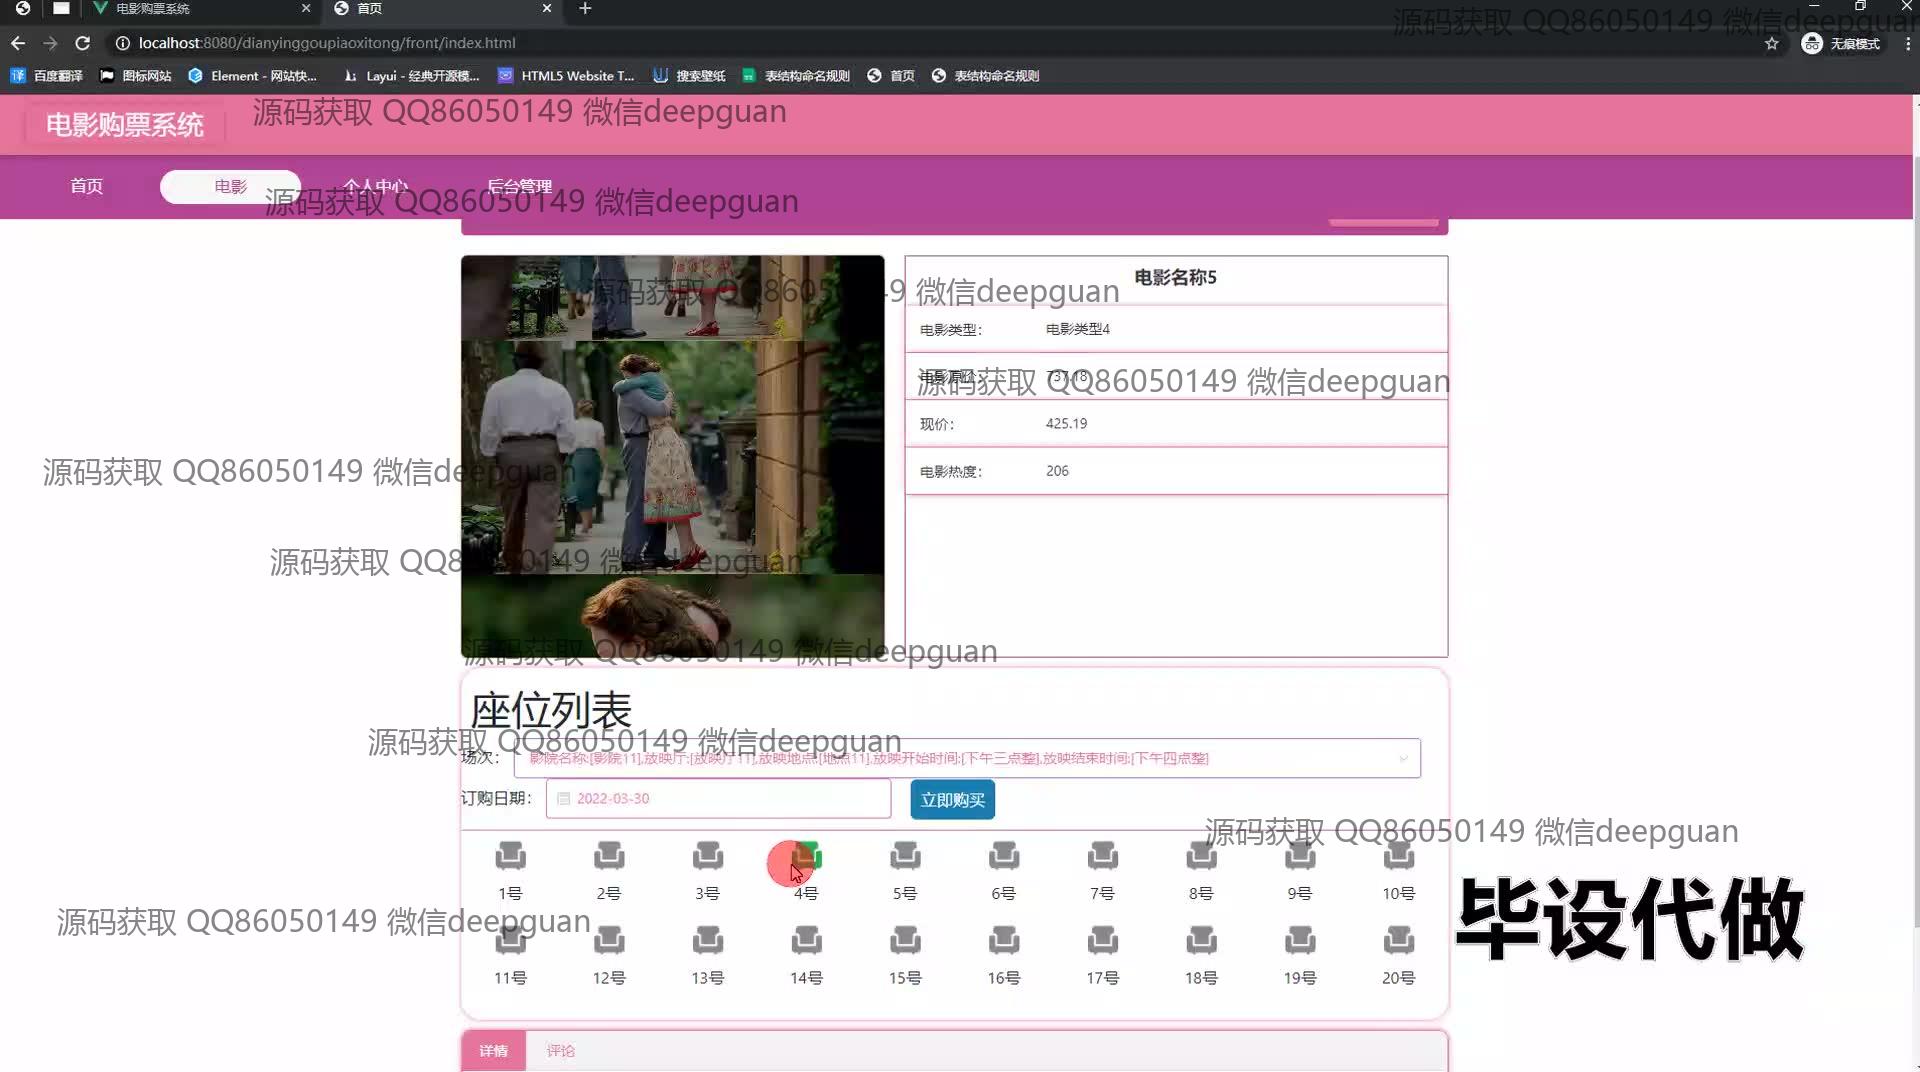 电影购票系统
首页
localhost:8080/dianyinggoupiaoxitong/front/index.html
无痕模式
百度翻译
图标网站
Element - 网站快...
Layui - 经典开源模...
HTML5 Website T...
搜索壁纸
表结构命名规则
首页
表结构命名规则
源码获取 QQ86050149 微信deepguan
电影购票系统
源码获取 QQ86050149 微信deepguan
首页
电影
个人中心
后台管理
源码获取 QQ86050149 微信deepguan
源码获取 QQ86050149 微信deepguan
电影名称5
电影类型：
电影类型4
电影原价：
737.18
源码获取 QQ86050149 微信deepguan
现价：
425.19
电影热度：
206
源码获取 QQ86050149 微信deepguan
源码获取 QQ86050149 微信deepguan
源码获取 QQ86050149 微信deepguan
座位列表
源码获取 QQ86050149 微信deepguan
场次：
影院名称:[影院11],放映厅:[放映厅11],放映地点:[地点11],放映开始时间:[下午三点整],放映结束时间:[下午四点整]
订购日期：
2022-03-30
立即购买
源码获取 QQ86050149 微信deepguan
1号
2号
3号
4号
5号
6号
7号
8号
9号
10号
毕设代做
源码获取 QQ86050149 微信deepguan
11号
12号
13号
14号
15号
16号
17号
18号
19号
20号
详情
评论